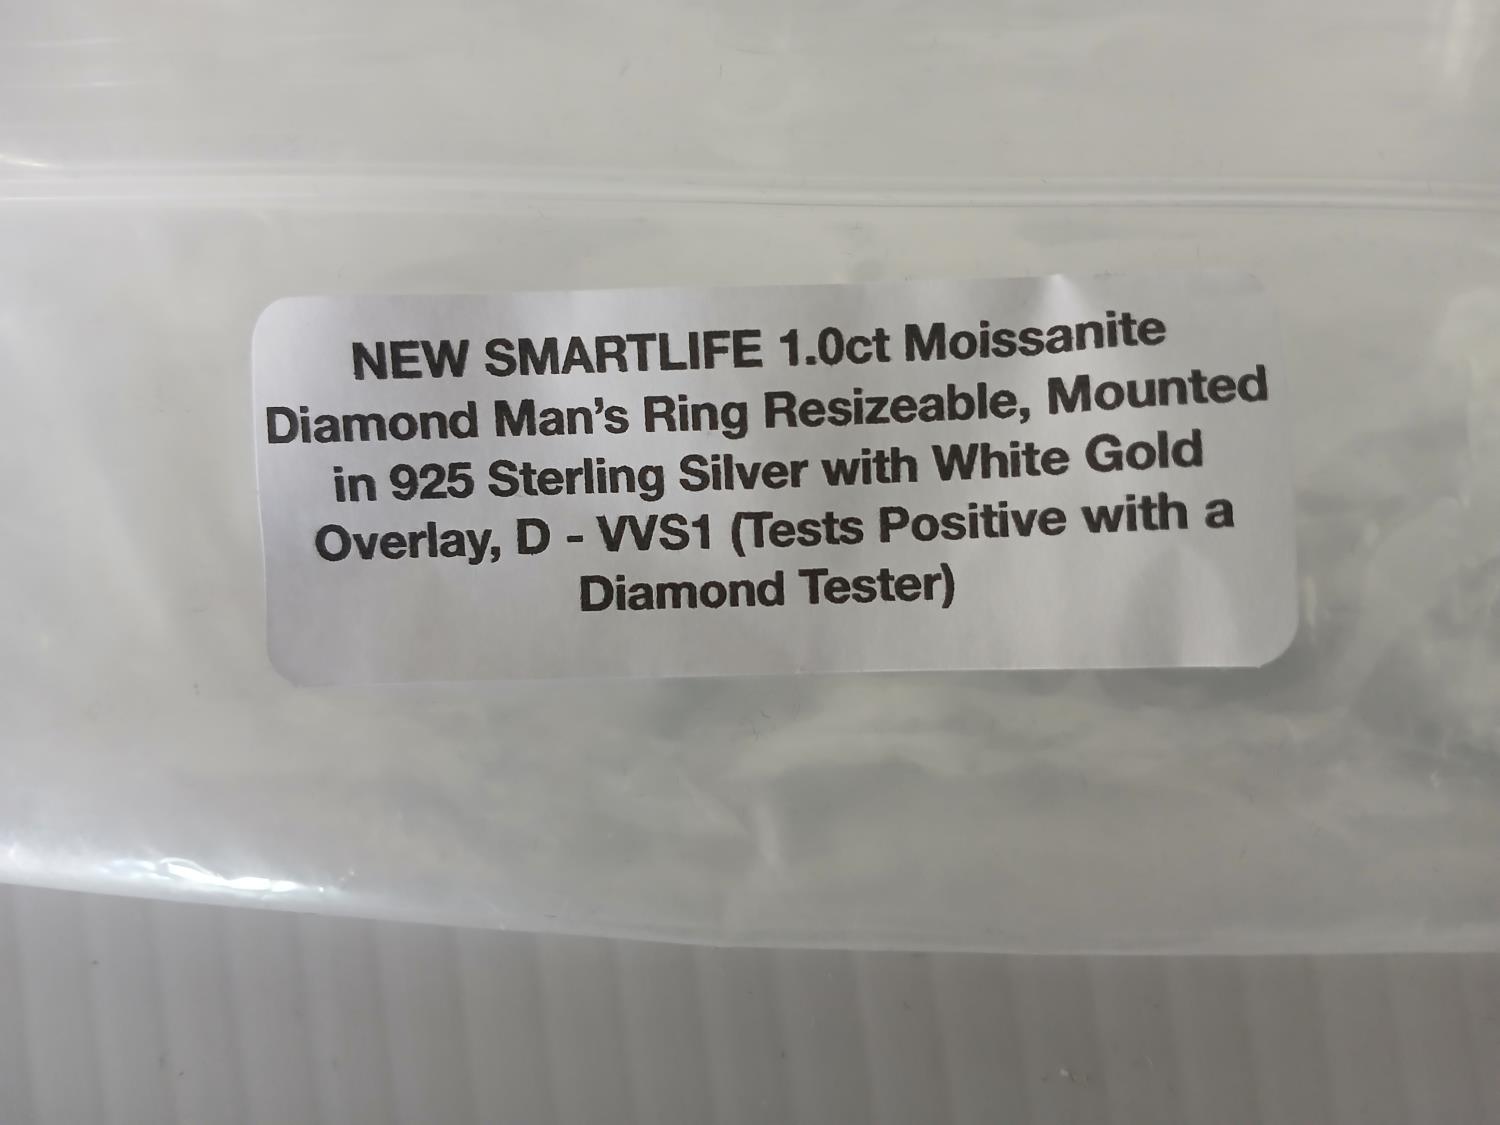 NEW SMARTLIFE 1.0ct Moissanite
Diamond Man's Ring Resizeable, Mounted
in 925 Sterling Silver with White Gold
Overlay, D - VVS1 (Tests Positive with a
Diamond Tester)